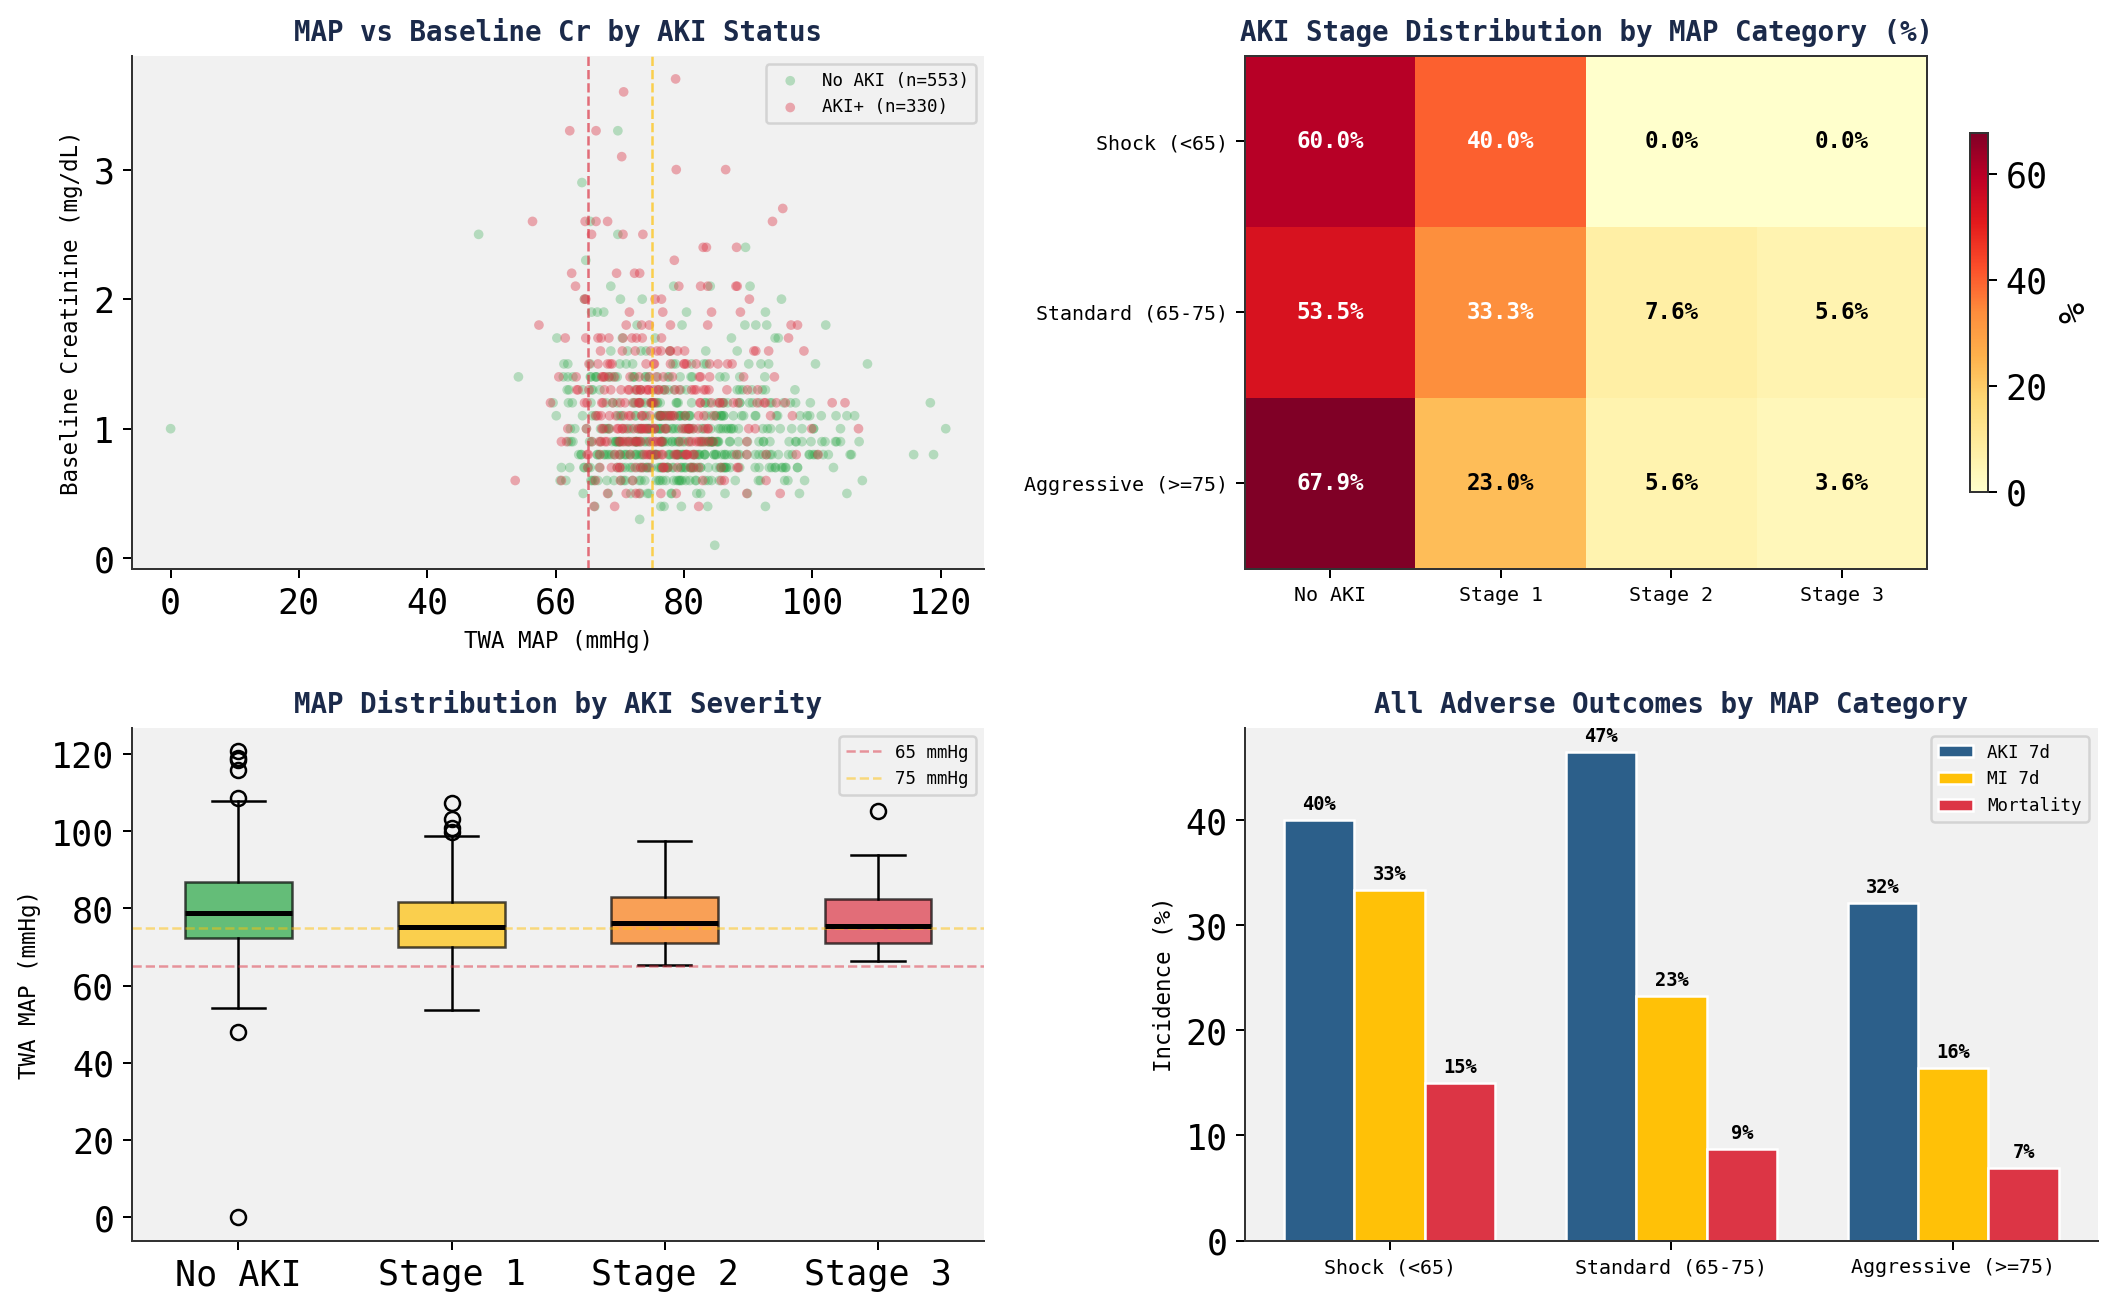 MAP vs Baseline Cr by AKI Status
No AKI (n=553)
AKI+ (n=330)
Baseline Creatinine (mg/dL)
3
2
1
0
0 20 40 60 80 100 120
TWA MAP (mmHg)
AKI Stage Distribution by MAP Category (%)
Shock (<65) 60.0% 40.0% 0.0% 0.0%
Standard (65-75) 53.5% 33.3% 7.6% 5.6%
Aggressive (>=75) 67.9% 23.0% 5.6% 3.6%
No AKI Stage 1 Stage 2 Stage 3
60
40
20
0
%
MAP Distribution by AKI Severity
65 mmHg
75 mmHg
TWA MAP (mmHg)
120
100
80
60
40
20
0
No AKI Stage 1 Stage 2 Stage 3
All Adverse Outcomes by MAP Category
AKI 7d
MI 7d
Mortality
Incidence (%)
40
30
20
10
0
40% 33% 15%
47% 23% 9%
32% 16% 7%
Shock (<65) Standard (65-75) Aggressive (>=75)